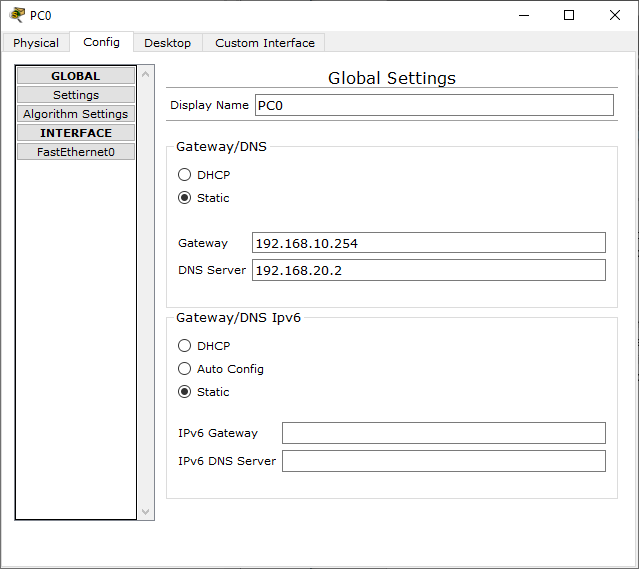 PC0
Physical Config Desktop Custom Interface
GLOBAL
Settings
Algorithm Settings
INTERFACE
FastEthernet0
Global Settings
Display Name PC0
Gateway/DNS
DHCP
Static
Gateway 192.168.10.254
DNS Server 192.168.20.2
Gateway/DNS Ipv6
DHCP
Auto Config
Static
IPv6 Gateway
IPv6 DNS Server